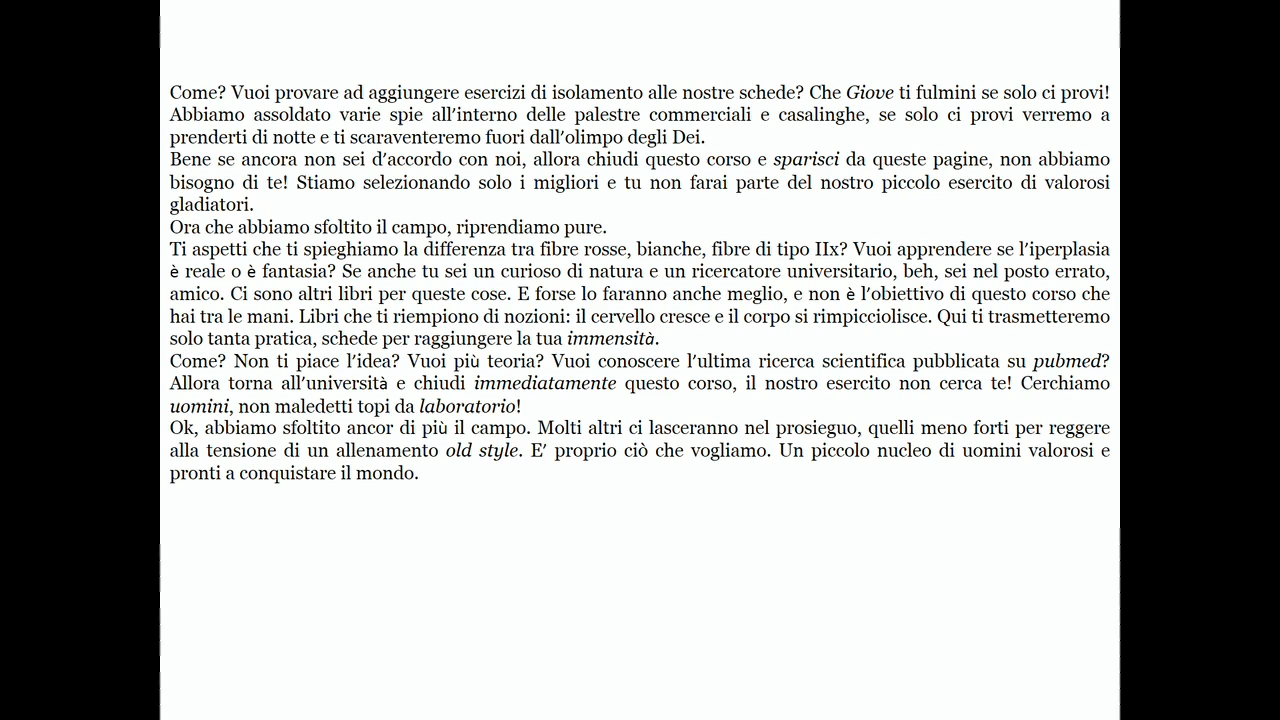 Come? Vuoi provare ad aggiungere esercizi di isolamento alle nostre schede? Che Giove ti fulmini se solo ci provi!
Abbiamo assoldato varie spie all'interno delle palestre commerciali e casalinghe, se solo ci provi verremo a
prenderti di notte e ti scaraventeremo fuori dall'olimpo degli Dei.
Bene se ancora non sei d'accordo con noi, allora chiudi questo corso e sparisci da queste pagine, non abbiamo
bisogno di te! Stiamo selezionando solo i migliori e tu non farai parte del nostro piccolo esercito di valorosi
gladiatori.
Ora che abbiamo sfoltito il campo, riprendiamo pure.
Ti aspetti che ti spieghiamo la differenza tra fibre rosse, bianche, fibre di tipo IIx? Vuoi apprendere se l'iperplasia
è reale o è fantasia? Se anche tu sei un curioso di natura e un ricercatore universitario, beh, sei nel posto errato,
amico. Ci sono altri libri per queste cose. E forse lo faranno anche meglio, e non è l'obiettivo di questo corso che
hai tra le mani. Libri che ti riempiono di nozioni: il cervello cresce e il corpo si rimpicciolisce. Qui ti trasmetteremo
solo tanta pratica, schede per raggiungere la tua immensità.
Come? Non ti piace l'idea? Vuoi più teoria? Vuoi conoscere l'ultima ricerca scientifica pubblicata su pubmed?
Allora torna all'università e chiudi immediatamente questo corso, il nostro esercito non cerca te! Cerchiamo
uomini, non maledetti topi da laboratorio!
Ok, abbiamo sfoltito ancor di più il campo. Molti altri ci lasceranno nel prosieguo, quelli meno forti per reggere
alla tensione di un allenamento old style. E' proprio ciò che vogliamo. Un piccolo nucleo di uomini valorosi e
pronti a conquistare il mondo.